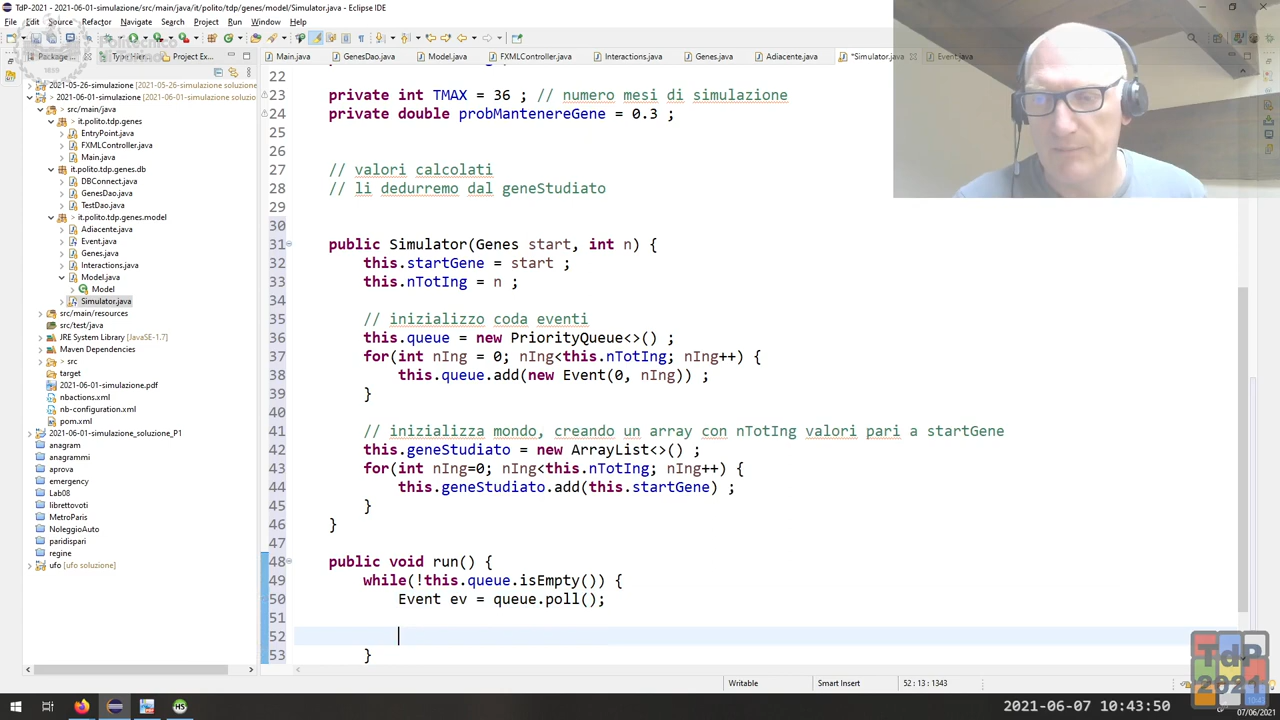 TdP-2021 - 2021-06-01-simulazione/src/main/java/it/polito/tdp/genes/model/Simulator.java - Eclipse IDE
File Edit Source Refactor Navigate Search Project Run Window Help
Package... Type Hier... Project Ex...
Main.java GenesDao.java Model.java FXMLController.java Interactions.java Genes.java Adiacente.java *Simulator.java Event.java
2021-05-26-simulazione (2021-05-26-simulazione soluzione
2021-06-01-simulazione (2021-06-01-simulazione soluzione
src/main/java
it.polito.tdp.genes
EntryPoint.java
FXMLController.java
Main.java
it.polito.tdp.genes.db
DBConnect.java
GenesDao.java
TestDao.java
it.polito.tdp.genes.model
Adiacente.java
Event.java
Genes.java
Interactions.java
Model.java
Model
Simulator.java
src/main/resources
src/test/java
JRE System Library [JavaSE-1.7]
Maven Dependencies
src
target
2021-06-01-simulazione.pdf
nbactions.xml
nb-configuration.xml
pom.xml
2021-06-01-simulazione_soluzione_P1
anagram
anagrammi
aprova
emergency
Lab08
librettovoti
MetroParis
NoleggioAuto
paridispari
regine
ufo (ufo soluzione)
22
23 private int TMAX = 36 ; // numero mesi di simulazione
24 private double probMantenereGene = 0.3 ;
25
26
27 // valori calcolati
28 // li dedurremo dal geneStudiato
29
30
31 public Simulator(Genes start, int n) {
32 this.startGene = start ;
33 this.nTotIng = n ;
34
35 // inizializzo coda eventi
36 this.queue = new PriorityQueue<>() ;
37 for(int nIng = 0; nIng<this.nTotIng; nIng++) {
38 this.queue.add(new Event(0, nIng)) ;
39 }
40
41 // inizializza mondo, creando un array con nTotIng valori pari a startGene
42 this.geneStudiato = new ArrayList<>() ;
43 for(int nIng=0; nIng<this.nTotIng; nIng++) {
44 this.geneStudiato.add(this.startGene) ;
45 }
46 }
47
48 public void run() {
49 while(!this.queue.isEmpty()) {
50 Event ev = queue.poll();
51
52
53 }
Writable Smart Insert 52 : 13 : 1343
TdP
2021
2021-06-07 10:43:50
07/06/2021